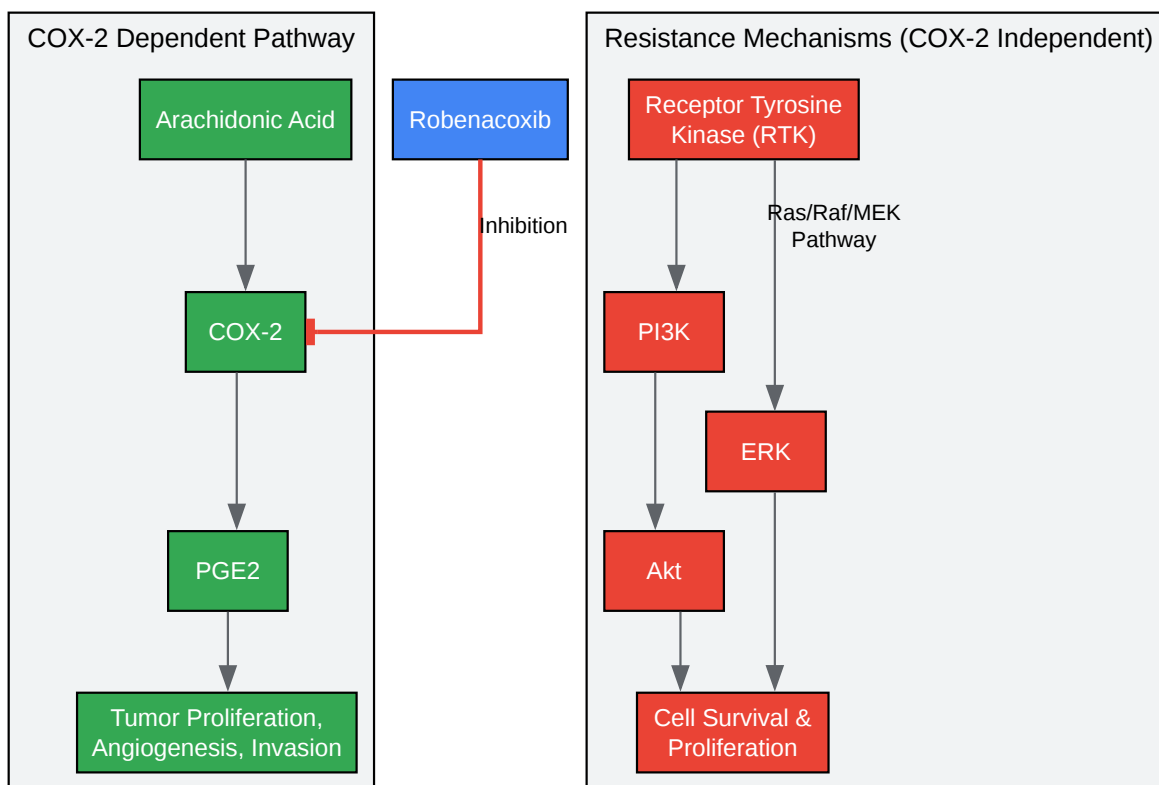 COX-2 Dependent Pathway
Arachidonic Acid
COX-2
PGE2
Tumor Proliferation,
Angiogenesis, Invasion
Robenacoxib
Inhibition
Resistance Mechanisms (COX-2 Independent)
Receptor Tyrosine
Kinase (RTK)
Ras/Raf/MEK
Pathway
PI3K
ERK
Akt
Cell Survival &
Proliferation